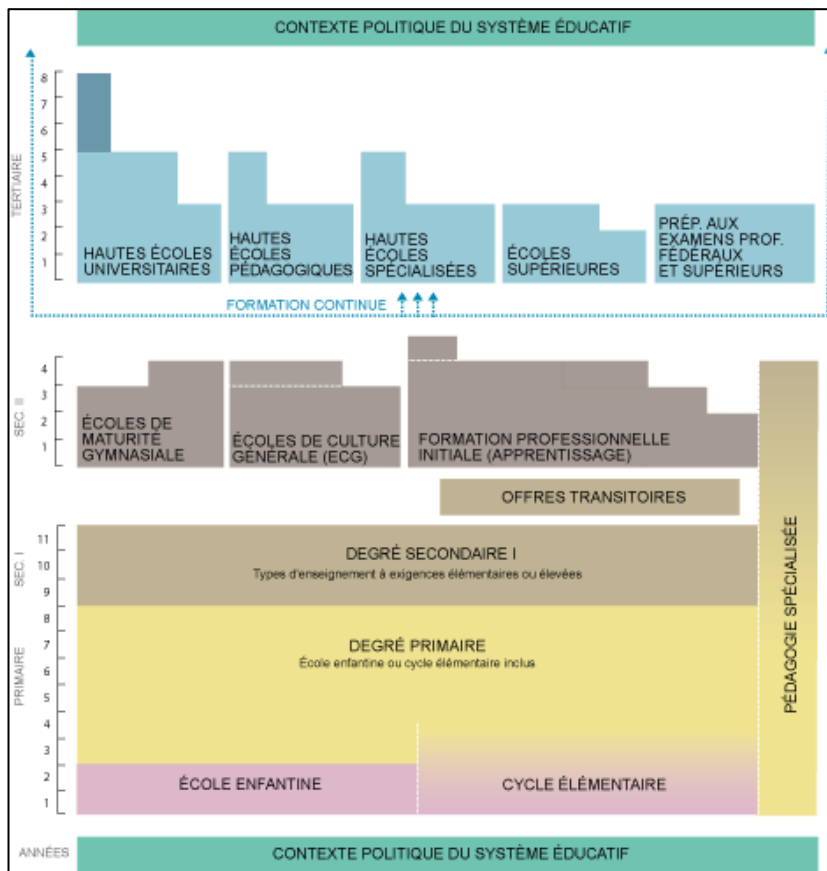 CONTEXTE POLITIQUE DU SYSTÈME ÉDUCATIF
TERTIAIRE
8
7
6
5
4
3
2
1
HAUTES ÉCOLES
UNIVERSITAIRES
HAUTES
ÉCOLES
PÉDAGOGIQUES
HAUTES
ÉCOLES
SPÉCIALISÉES
ÉCOLES
SUPÉRIEURES
PRÉP. AUX
EXAMENS PROF.
FÉDÉRAUX
ET SUPÉRIEURS
FORMATION CONTINUE
SEC. II
4
3
2
1
ÉCOLES DE
MATURITÉ
GYMNASIALE
ÉCOLES DE CULTURE
GÉNÉRALE (ECG)
FORMATION PROFESSIONNELLE
INITIALE (APPRENTISSAGE)
OFFRES TRANSITOIRES
PÉDAGOGIE SPÉCIALISÉE
SEC. I
11
10
9
DEGRÉ SECONDAIRE I
Types d'enseignement à exigences élémentaires ou élevées
PRIMAIRE
8
7
6
5
4
3
2
1
DEGRÉ PRIMAIRE
École enfantine ou cycle élémentaire inclus
ÉCOLE ENFANTINE
CYCLE ÉLÉMENTAIRE
ANNÉES
CONTEXTE POLITIQUE DU SYSTÈME ÉDUCATIF